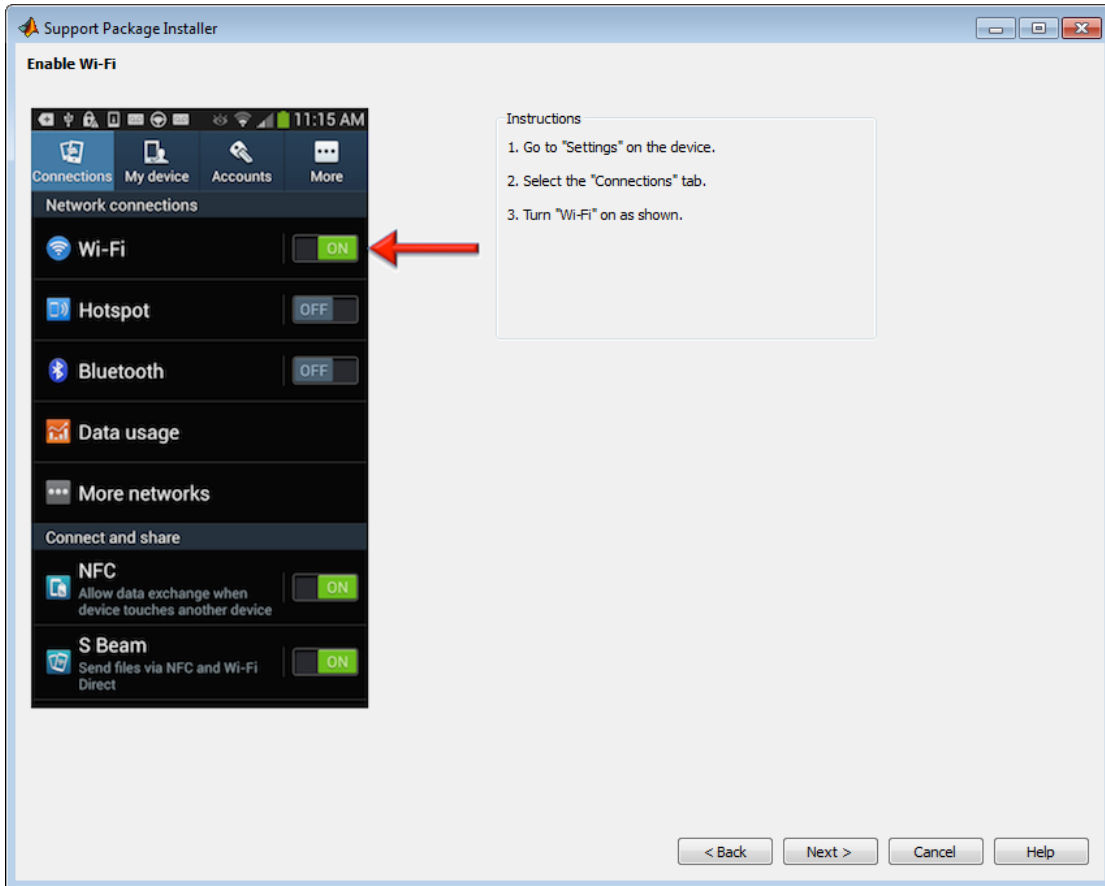 Support Package Installer
Enable Wi-Fi
11:15 AM
Connections My device Accounts More
Network connections
Wi-Fi ON
Hotspot OFF
Bluetooth OFF
Data usage
More networks
Connect and share
NFC
Allow data exchange when
device touches another device
ON
S Beam
Send files via NFC and Wi-Fi
Direct
ON
Instructions
1. Go to "Settings" on the device.
2. Select the "Connections" tab.
3. Turn "Wi-Fi" on as shown.
< Back Next > Cancel Help